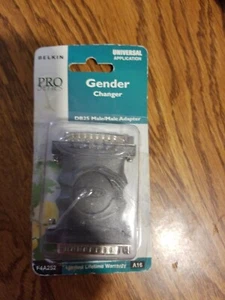 BELKIN
UNIVERSAL
APPLICATION
PRO
Gender
Changer
DB25 Male/Male Adapter
F4A252
Limited Lifetime Warranty
A16